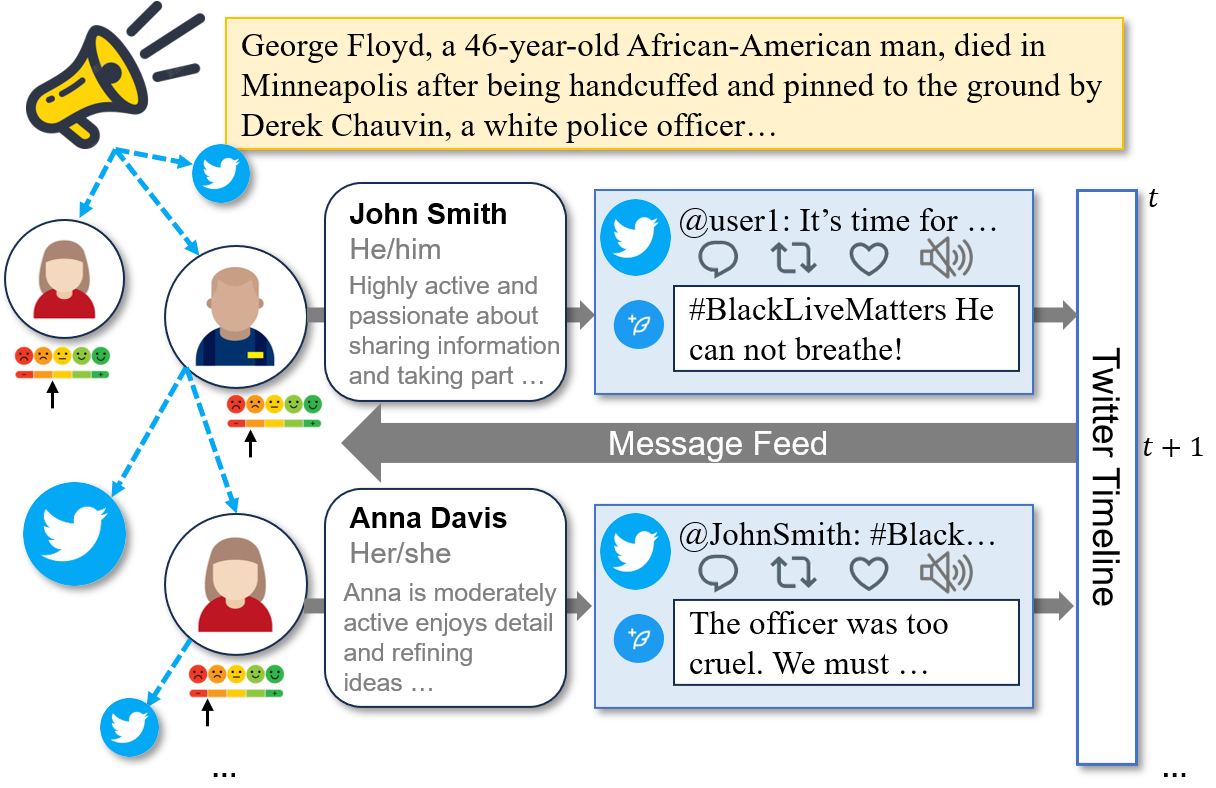 George Floyd, a 46-year-old African-American man, died in
Minneapolis after being handcuffed and pinned to the ground by
Derek Chauvin, a white police officer…
t
John Smith
He/him
Highly active and
passionate about
sharing information
and taking part …
@user1: It’s time for …
#BlackLiveMatters He
can not breathe!
Twitter Timeline
Message Feed
t + 1
Anna Davis
Her/she
Anna is moderately
active enjoys detail
and refining
ideas …
@JohnSmith: #Black…
The officer was too
cruel. We must …
...
...